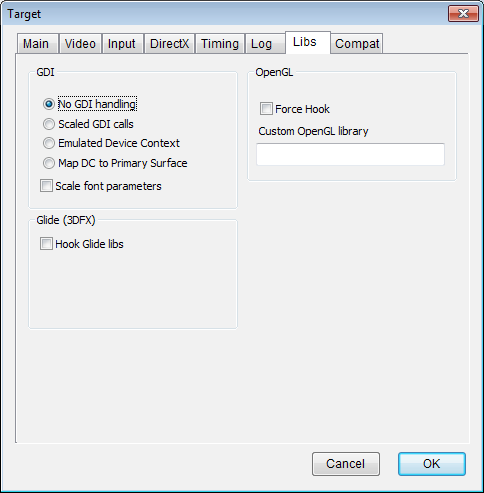 Target
Main Video Input DirectX Timing Log Libs Compat
GDI
No GDI handling
Scaled GDI calls
Emulated Device Context
Map DC to Primary Surface
Scale font parameters
OpenGL
Force Hook
Custom OpenGL library
Glide (3DFX)
Hook Glide libs
Cancel OK